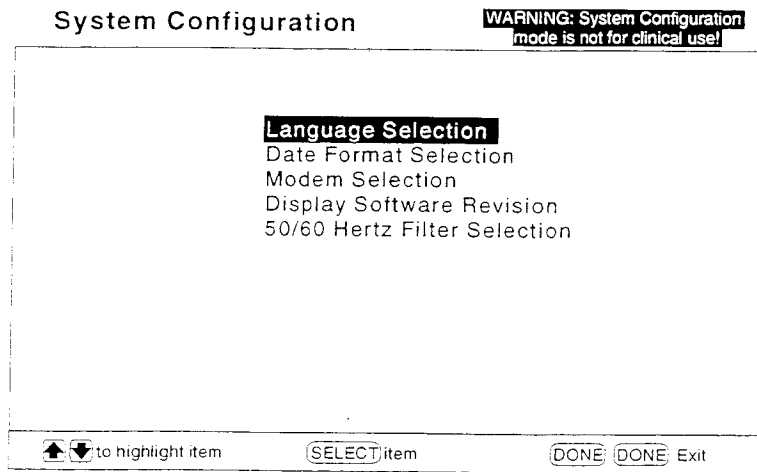 System Configuration
WARNING: System Configuration
mode is not for clinical use!
Language Selection
Date Format Selection
Modem Selection
Display Software Revision
50/60 Hertz Filter Selection
to highlight item
SELECT item
DONE DONE Exit